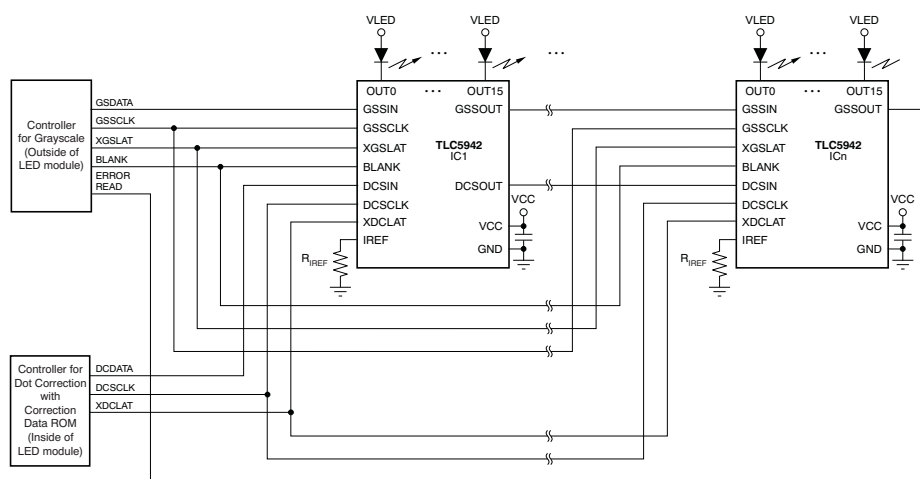 VLED
VLED
VLED
VLED
... ...
... ...
OUT0 ... OUT15
OUT0 ... OUT15
Controller
for Grayscale
(Outside of
LED module)
GSDATA
GSSCLK
XGSLAT
BLANK
ERROR
READ
GSSIN
GSSCLK
XGSLAT
BLANK
DCSIN
DCSCLK
XDCLAT
IREF
GSSOUT
TLC5942
IC1
DCSOUT
VCC
VCC
GND
RIREF
GSSIN
GSSCLK
XGSLAT
BLANK
DCSIN
DCSCLK
XDCLAT
IREF
GSSOUT
TLC5942
ICn
VCC
VCC
GND
RIREF
Controller for
Dot Correction
with
Correction
Data ROM
(Inside of
LED module)
DCDATA
DCSCLK
XDCLAT